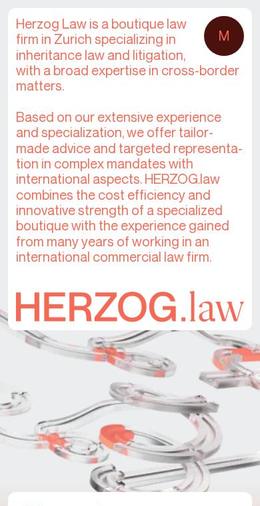 Herzog Law is a boutique law
firm in Zurich specializing in
inheritance law and litigation,
with a broad expertise in cross-border
matters.
M
Based on our extensive experience
and specialization, we offer tailor-
made advice and targeted representa-
tion in complex mandates with
international aspects. HERZOG.law
combines the cost efficiency and
innovative strength of a specialized
boutique with the experience gained
from many years of working in an
international commercial law firm.
HERZOG.law